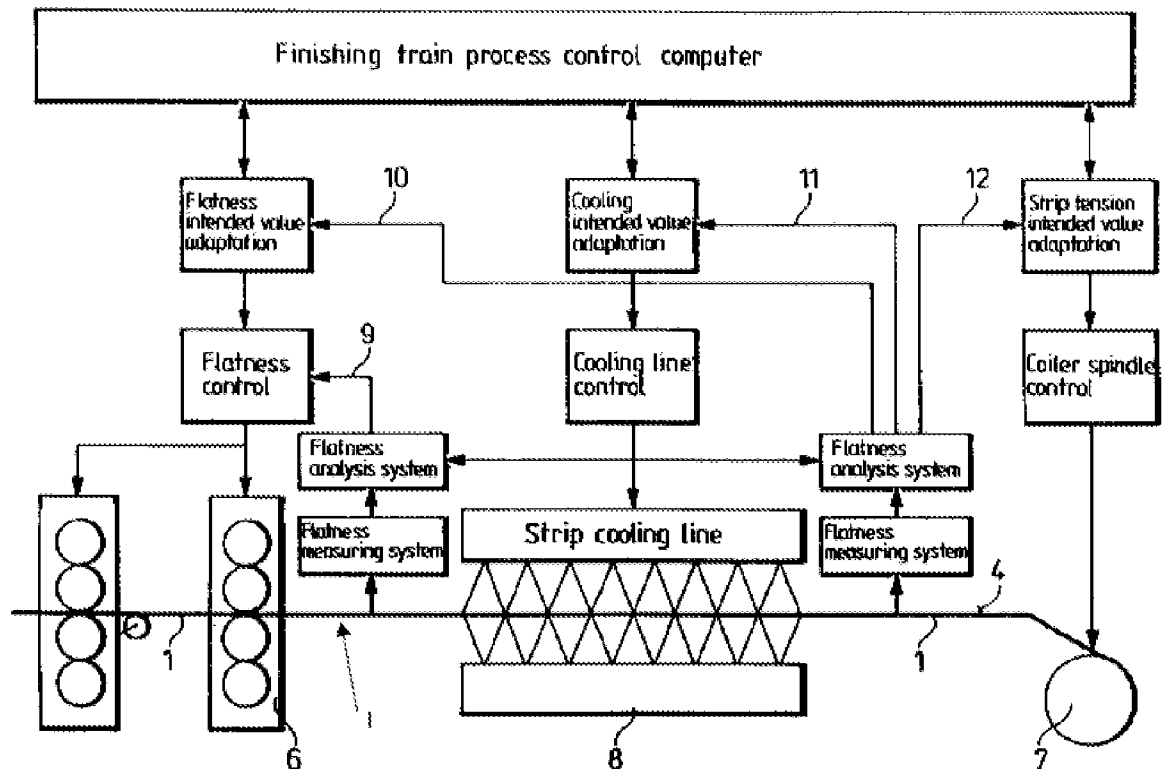 Finishing train process control computer
10
11
12
Flatness
intended value
adaptation
Cooling
intended value
adaptation
Strip tension
intended value
adaptation
9
Flatness
control
Cooling line
control
Coiler spindle
control
Flatness
analysis system
Flatness
analysis system
Flatness
measuring system
Strip cooling line
Flatness
measuring system
4
1
1
1
6
8
7